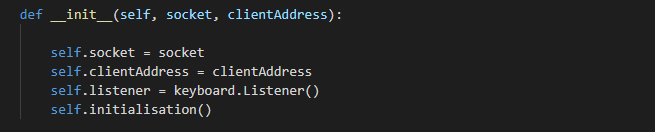 def __init__(self, socket, clientAddress):
self.socket = socket
self.clientAddress = clientAddress
self.listener = keyboard.Listener()
self.initialisation()